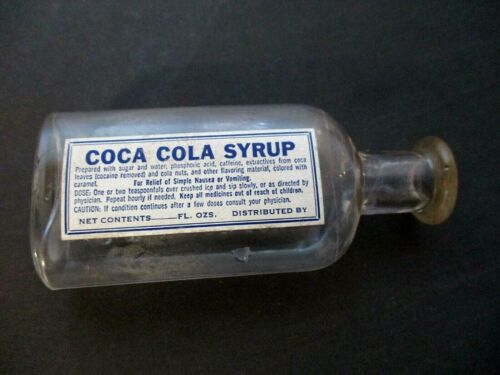 COCA COLA SYRUP
Prepared with sugar and water, phosphoric acid, caffeine, extractives from coca
leaves (cocaine removed) and cola nuts, and other flavoring material, colored with
caramel. For Relief of Simple Nausea or Vomiting.
DOSE: One or two teaspoonfuls over crushed ice and sip slowly, or as directed by
physician. Repeat hourly if needed. Keep all medicines out of reach of children.
CAUTION: If condition continues after a few doses consult your physician.
NET CONTENTS______FL. OZS. DISTRIBUTED BY